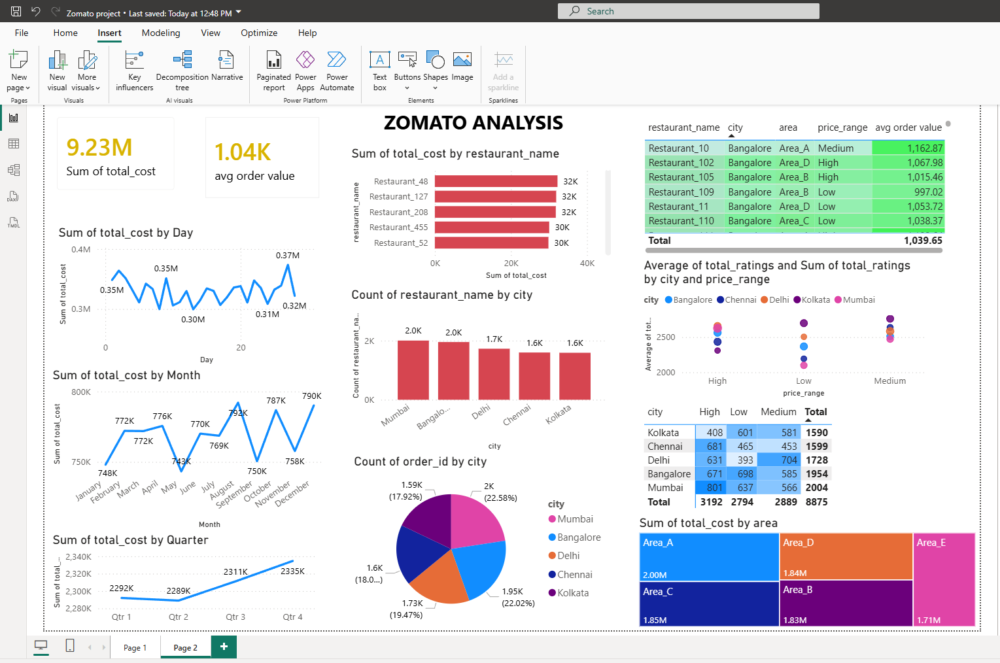 Zomato project • Last saved: Today at 12:48 PM
Search
File Home Insert Modeling View Optimize Help
New page
New visual
More visuals
Key influencers
Decomposition tree
Narrative
Paginated report
Power Apps
Power Automate
Text box
Buttons
Shapes
Image
Add a sparkline
Pages Visuals AI visuals Power Platform Elements Sparklines
DAX
TMDL
9.23M
Sum of total_cost
1.04K
avg order value
Sum of total_cost by Day
Sum of total_cost
0.4M
0.3M
0.35M
0.35M
0.30M
0.31M
0.37M
0.32M
0 20
Day
Sum of total_cost by Month
Sum of total_cost
800K
750K
748K
772K
772K
776K
743K
770K
769K
792K
750K
787K
758K
790K
January
February
March
April
May
June
July
August
September
October
November
December
Month
Sum of total_cost by Quarter
Sum of total_...
2,340K
2,320K
2,300K
2,280K
2292K
2289K
2311K
2335K
Qtr 1 Qtr 2 Qtr 3 Qtr 4
ZOMATO ANALYSIS
Sum of total_cost by restaurant_name
restaurant_name
Restaurant_48 32K
Restaurant_127 32K
Restaurant_208 32K
Restaurant_455 30K
Restaurant_52 30K
0K 20K 40K
Sum of total_cost
Count of restaurant_name by city
Count of restaurant_na...
2K
0K
2.0K 2.0K 1.7K 1.6K 1.6K
Mumbai
Bangalo...
Delhi
Chennai
Kolkata
city
Count of order_id by city
2K
(22.58%)
1.95K
(22.02%)
1.73K
(19.47%)
1.6K
(18.0...)
1.59K
(17.92%)
city
Mumbai
Bangalore
Delhi
Chennai
Kolkata
restaurant_name city area price_range avg order value
Restaurant_10 Bangalore Area_A Medium 1,162.87
Restaurant_102 Bangalore Area_D High 1,067.98
Restaurant_105 Bangalore Area_B High 1,015.46
Restaurant_109 Bangalore Area_B Low 997.02
Restaurant_11 Bangalore Area_D Low 1,053.72
Restaurant_110 Bangalore Area_C Low 1,038.37
Total 1,039.65
Average of total_ratings and Sum of total_ratings
by city and price_range
city Bangalore Chennai Delhi Kolkata Mumbai
Average of tot...
2500
2000
High Low Medium
price_range
city High Low Medium Total
Kolkata 408 601 581 1590
Chennai 681 465 453 1599
Delhi 631 393 704 1728
Bangalore 671 698 585 1954
Mumbai 801 637 566 2004
Total 3192 2794 2889 8875
Sum of total_cost by area
Area_A
2.00M
Area_C
1.85M
Area_D
1.84M
Area_B
1.83M
Area_E
1.71M
Page 1 Page 2 +